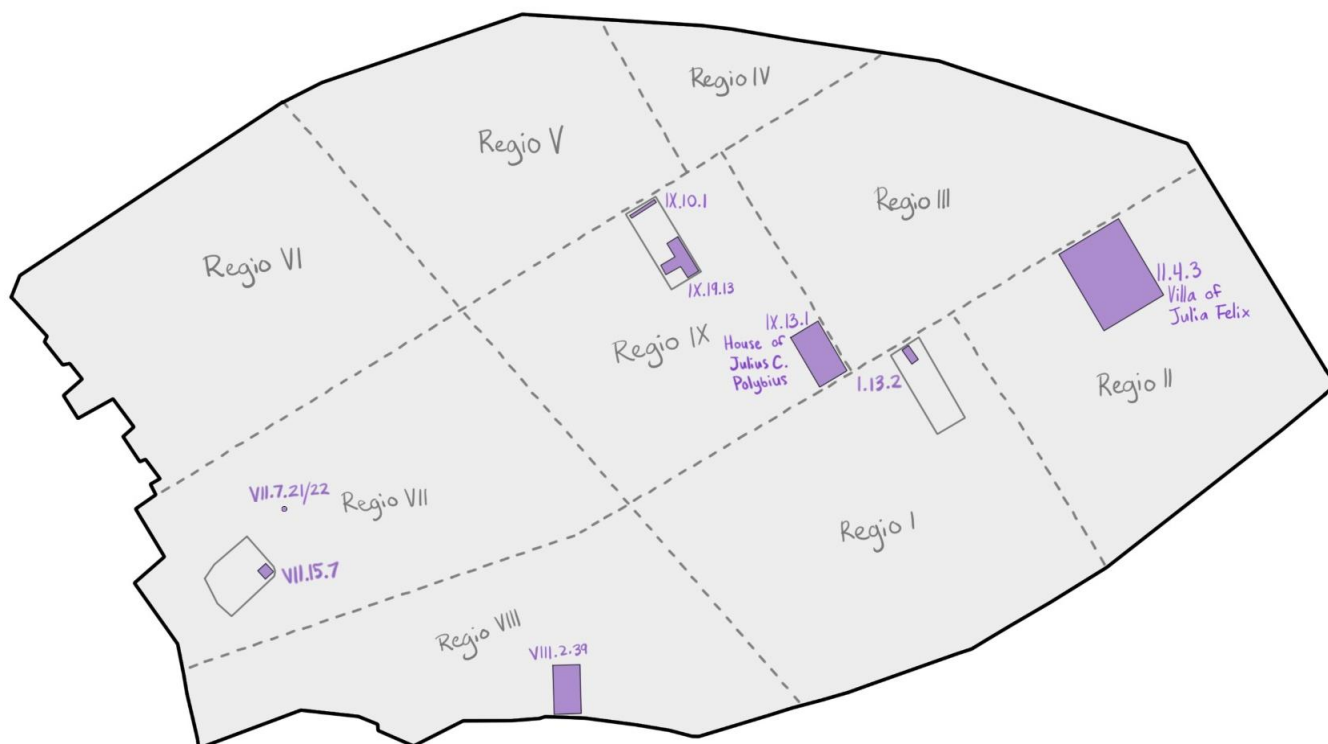 Regio IV
Regio V
IX.10.1
Regio III
Regio VI
IX.19.13
II.4.3
Villa of
Julia Felix
IX.13.1
Regio IX
House of
Julius C.
Polybius
I.13.2
Regio II
VII.7.21/22
Regio VII
Regio I
VII.15.7
Regio VIII
VIII.2.39